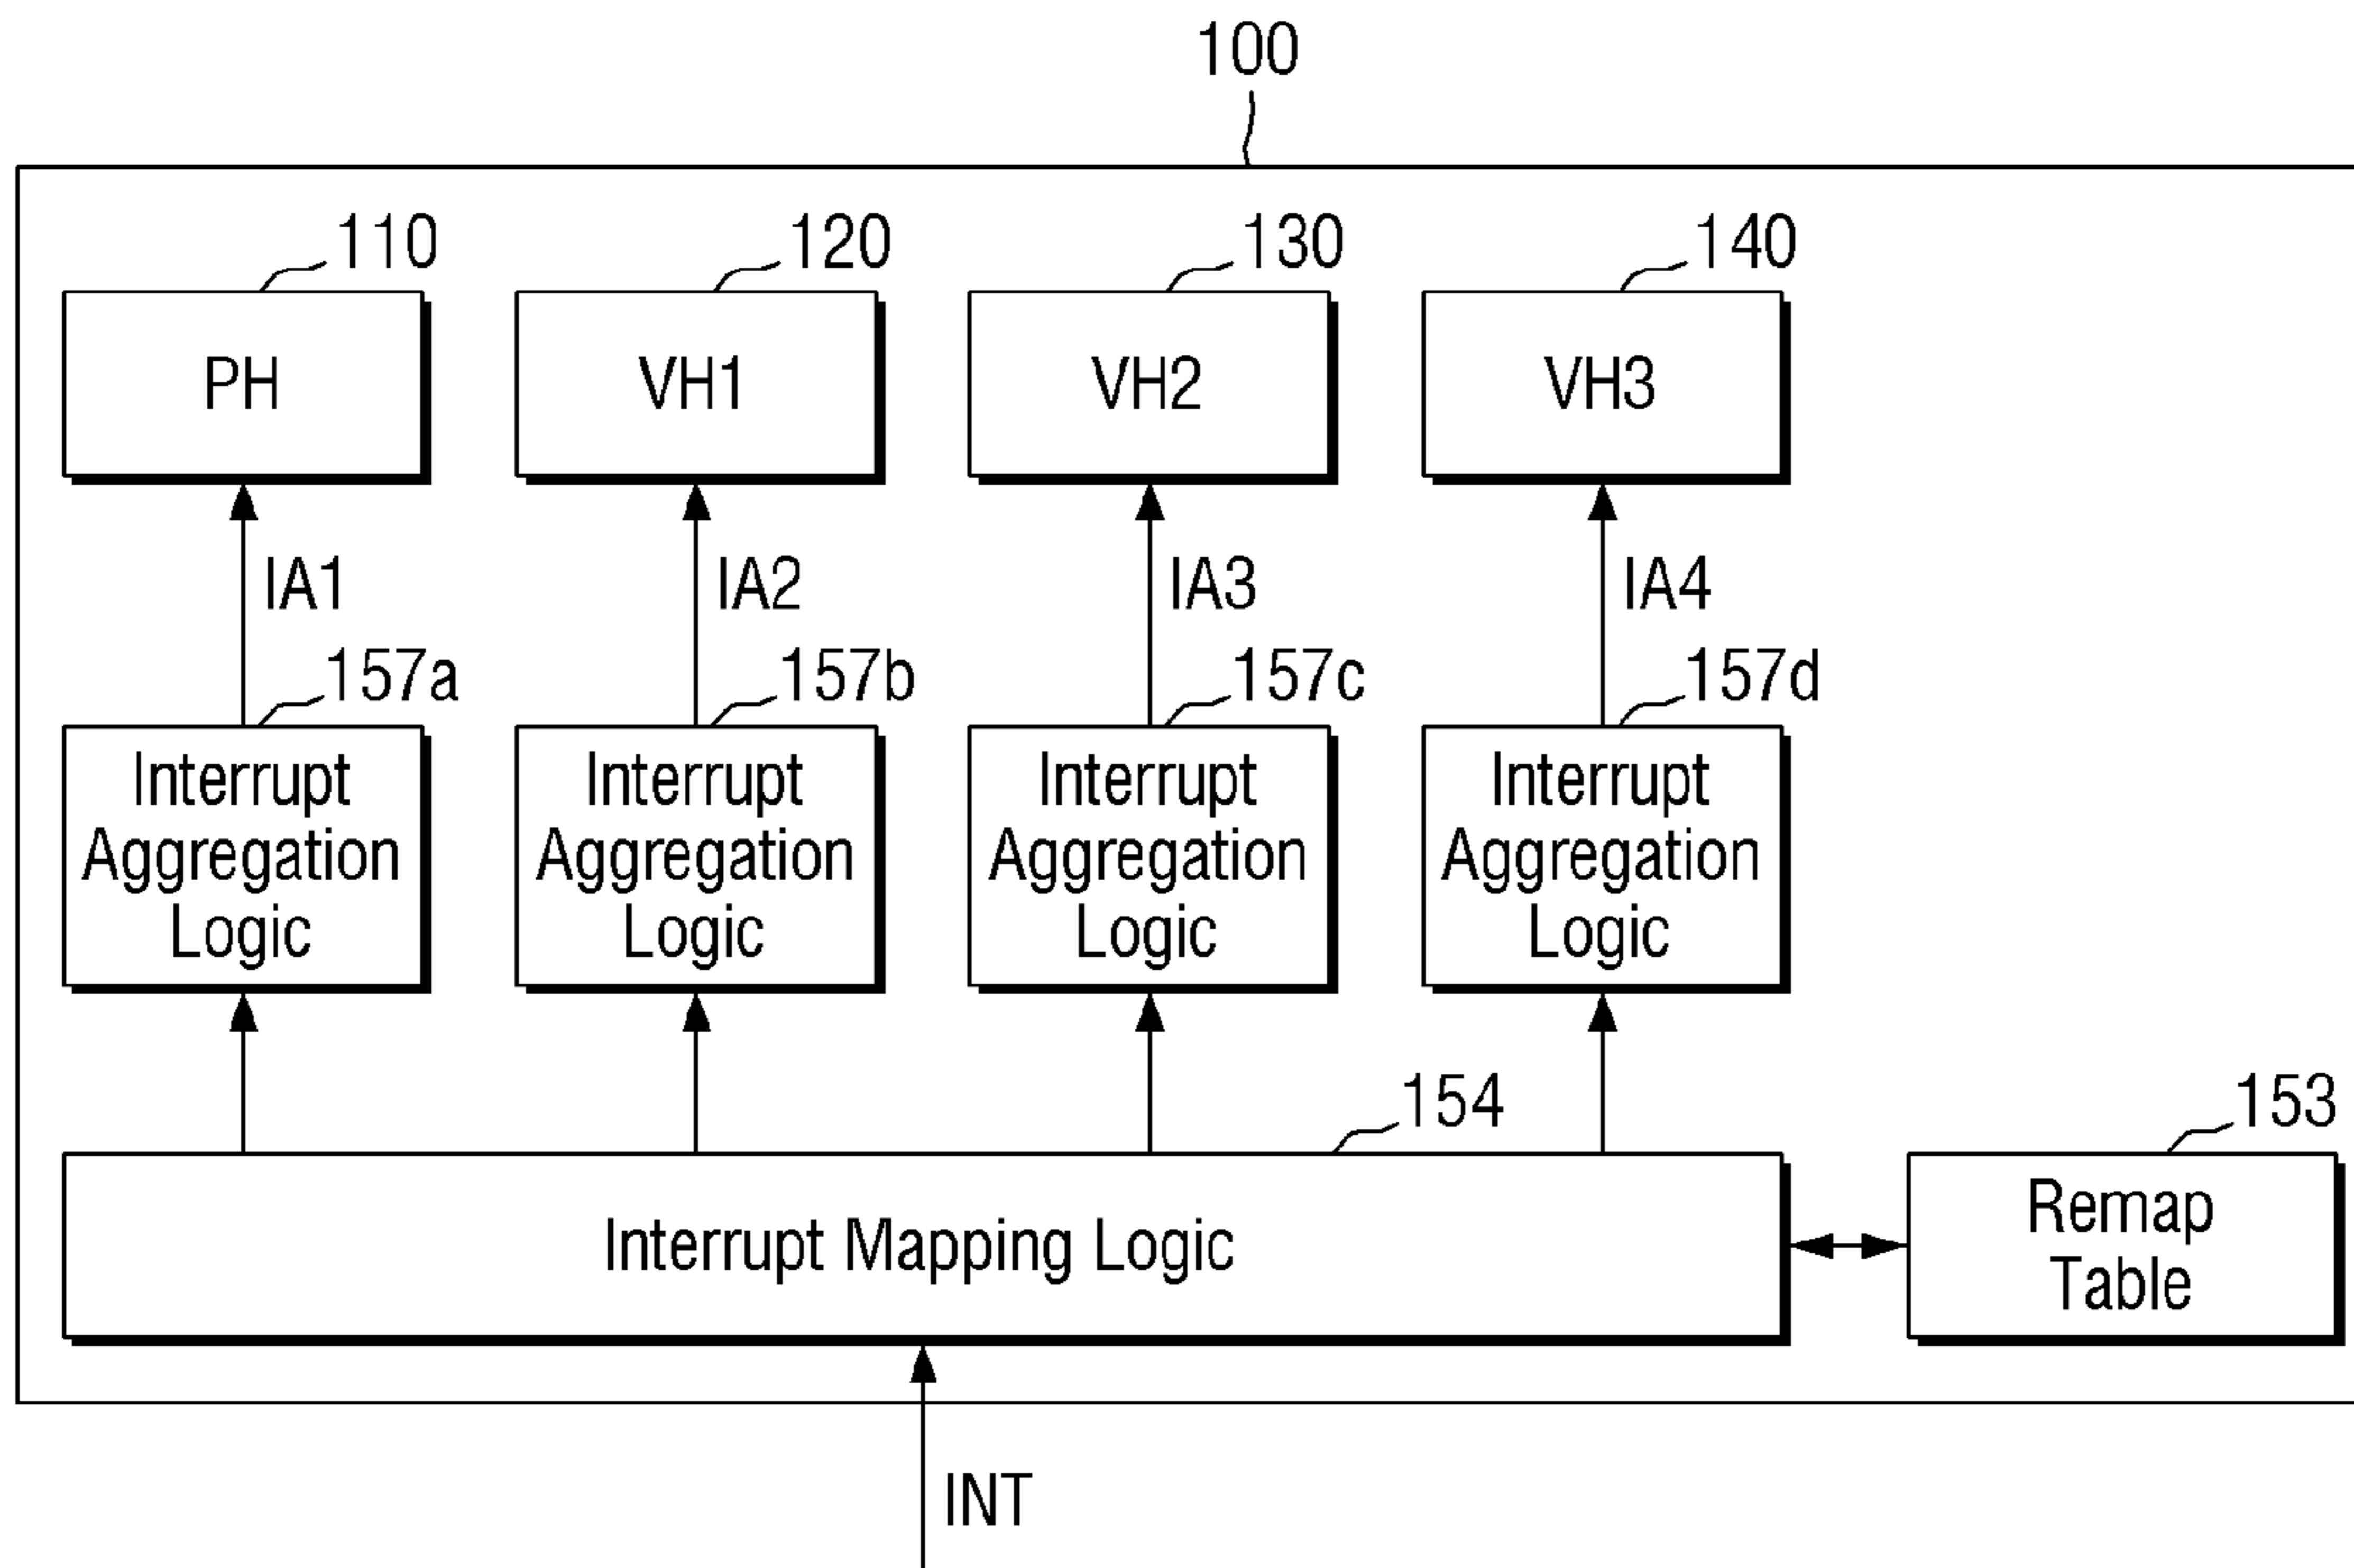 100
110
120
130
140
PH
VH1
VH2
VH3
IA1
IA2
IA3
IA4
157a
157b
157c
157d
Interrupt
Aggregation
Logic
Interrupt
Aggregation
Logic
Interrupt
Aggregation
Logic
Interrupt
Aggregation
Logic
154
153
Interrupt Mapping Logic
Remap
Table
INT